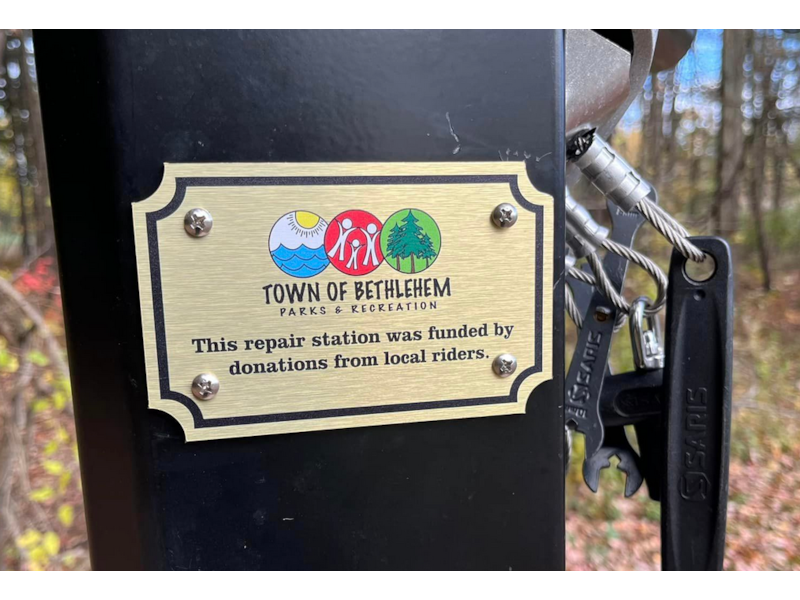 TOWN OF BETHLEHEM
PARKS & RECREATION
This repair station was funded by
donations from local riders.
SARIS
SARIS